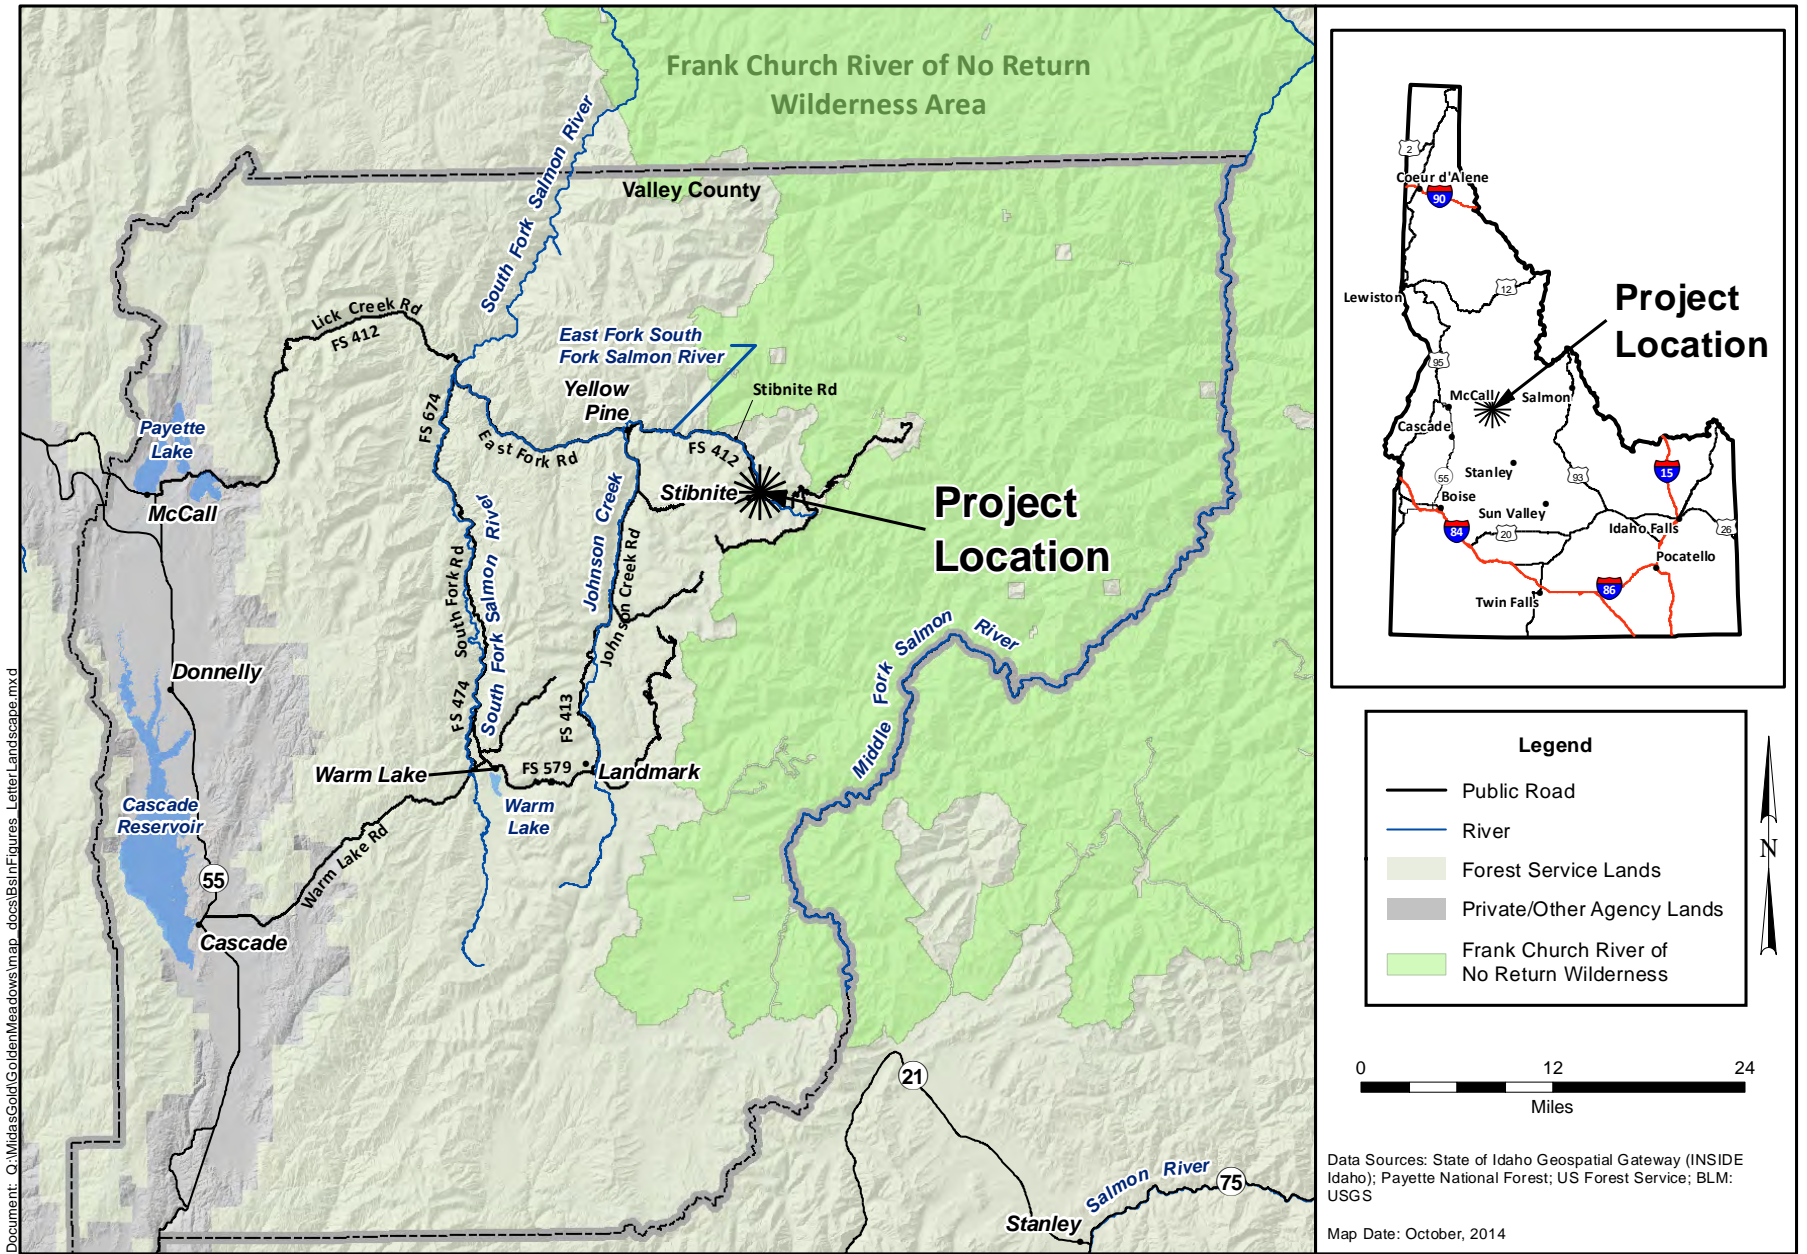 Frank Church River of No Return
Wilderness Area
South Fork Salmon River
Valley County
Lick Creek Rd
FS 412
East Fork South
Fork Salmon River
Yellow
Pine
Stibnite Rd
FS 674
East Fork Rd
FS 412
Payette
Lake
McCall
Stibnite
Project
Location
Johnson Creek
Johnson Creek Rd
South Fork Rd
South Fork Salmon River
FS 474
FS 413
Donnelly
Middle Fork Salmon River
Warm Lake
FS 579
Landmark
Warm
Lake
Cascade
Reservoir
Warm Lake Rd
55
Cascade
21
Salmon River
75
Stanley
Document: Q:\MidasGold\GoldenMeadows\map_docs\BslnFigures_LetterLandscape.mxd
2
Coeur d'Alene
90
12
Lewiston
Project
Location
95
McCall
Salmon
Cascade
Stanley
55
93
15
Boise
Sun Valley
84
20
Idaho Falls
26
Pocatello
86
Twin Falls
Legend
Public Road
River
Forest Service Lands
Private/Other Agency Lands
Frank Church River of
No Return Wilderness
N
0 12 24
Miles
Data Sources: State of Idaho Geospatial Gateway (INSIDE
Idaho); Payette National Forest; US Forest Service; BLM:
USGS
Map Date: October, 2014